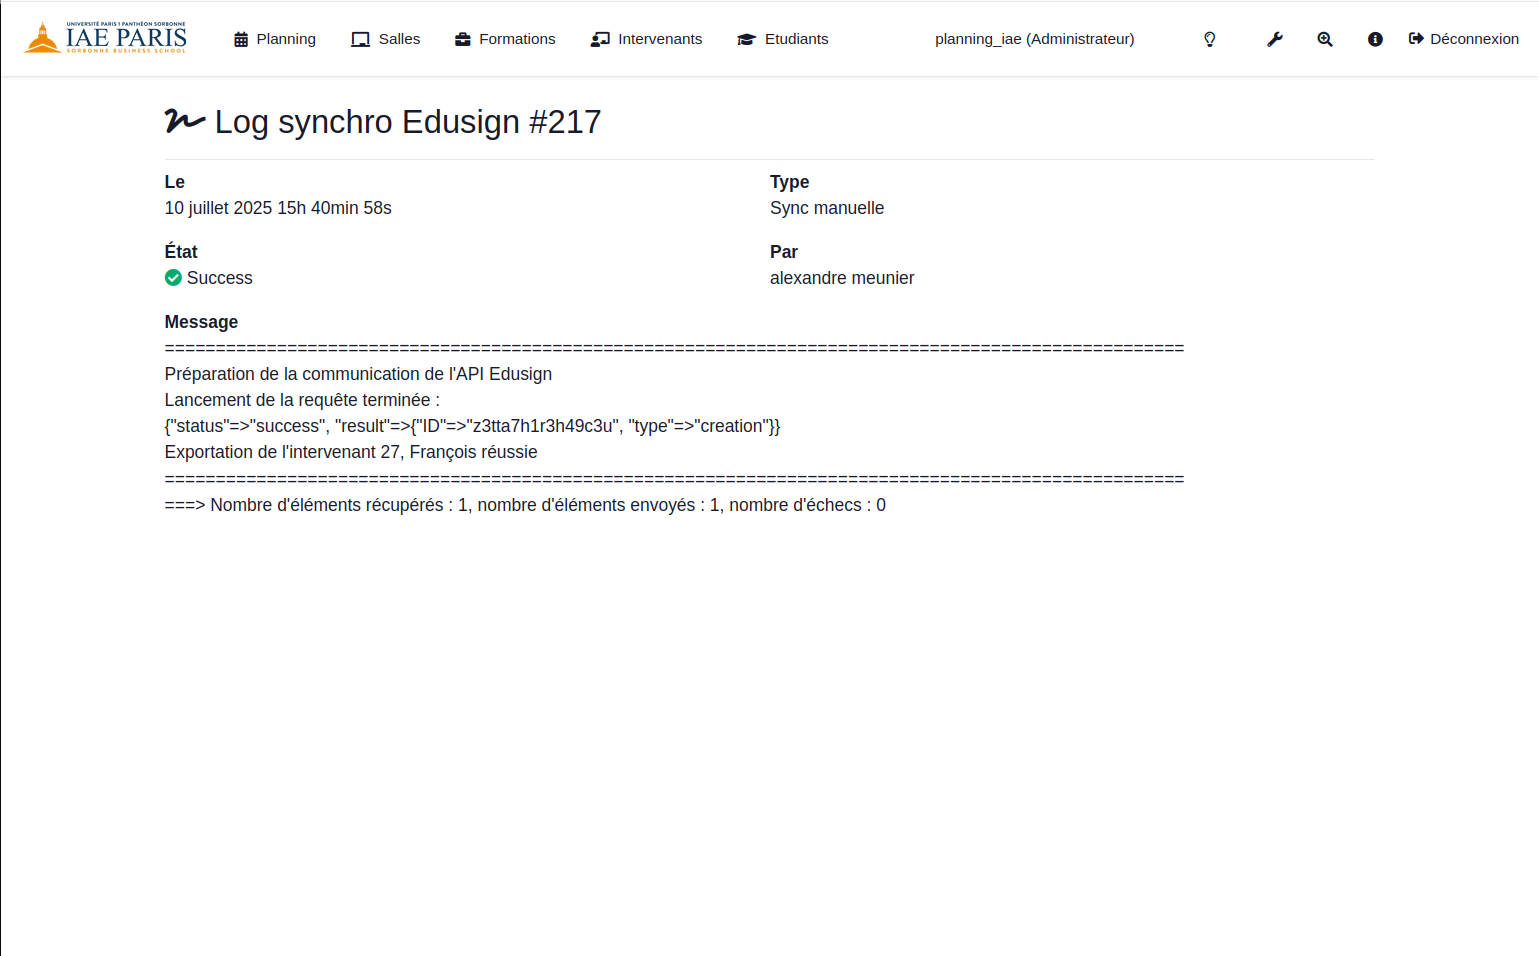 UNIVERSITÉ PARIS 1 PANTHÉON SORBONNE
IAE PARIS
SORBONNE BUSINESS SCHOOL
Planning Salles Formations Intervenants Etudiants planning_iae (Administrateur) Déconnexion
Log synchro Edusign #217
Le Type
10 juillet 2025 15h 40min 58s Sync manuelle
État Par
Success alexandre meunier
Message
====================================================================================================
Préparation de la communication de l'API Edusign
Lancement de la requête terminée :
{"status"=>"success", "result"=>{"ID"=>"z3tta7h1r3h49c3u", "type"=>"creation"}}
Exportation de l'intervenant 27, François réussie
====================================================================================================
===> Nombre d'éléments récupérés : 1, nombre d'éléments envoyés : 1, nombre d'échecs : 0